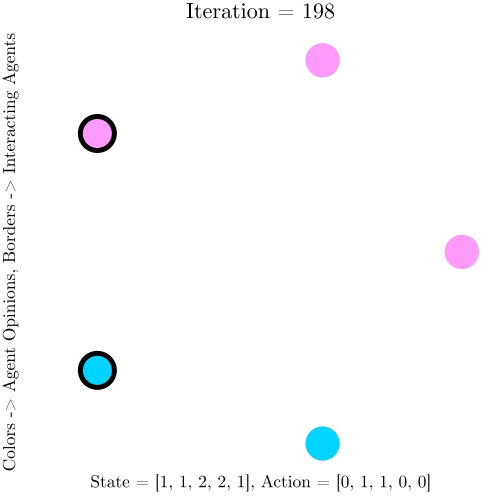 Iteration = 198
Colors -> Agent Opinions, Borders -> Interacting Agents
State = [1, 1, 2, 2, 1], Action = [0, 1, 1, 0, 0]